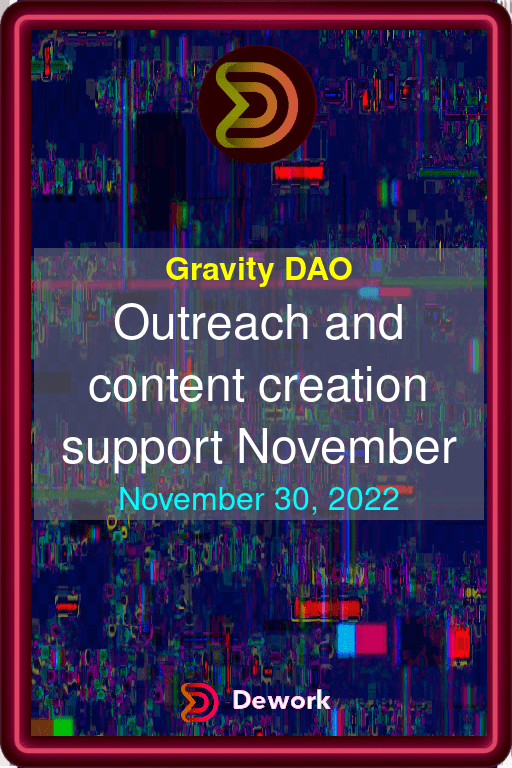 Gravity DAO
Outreach and
content creation
support November
November 30, 2022
Dework